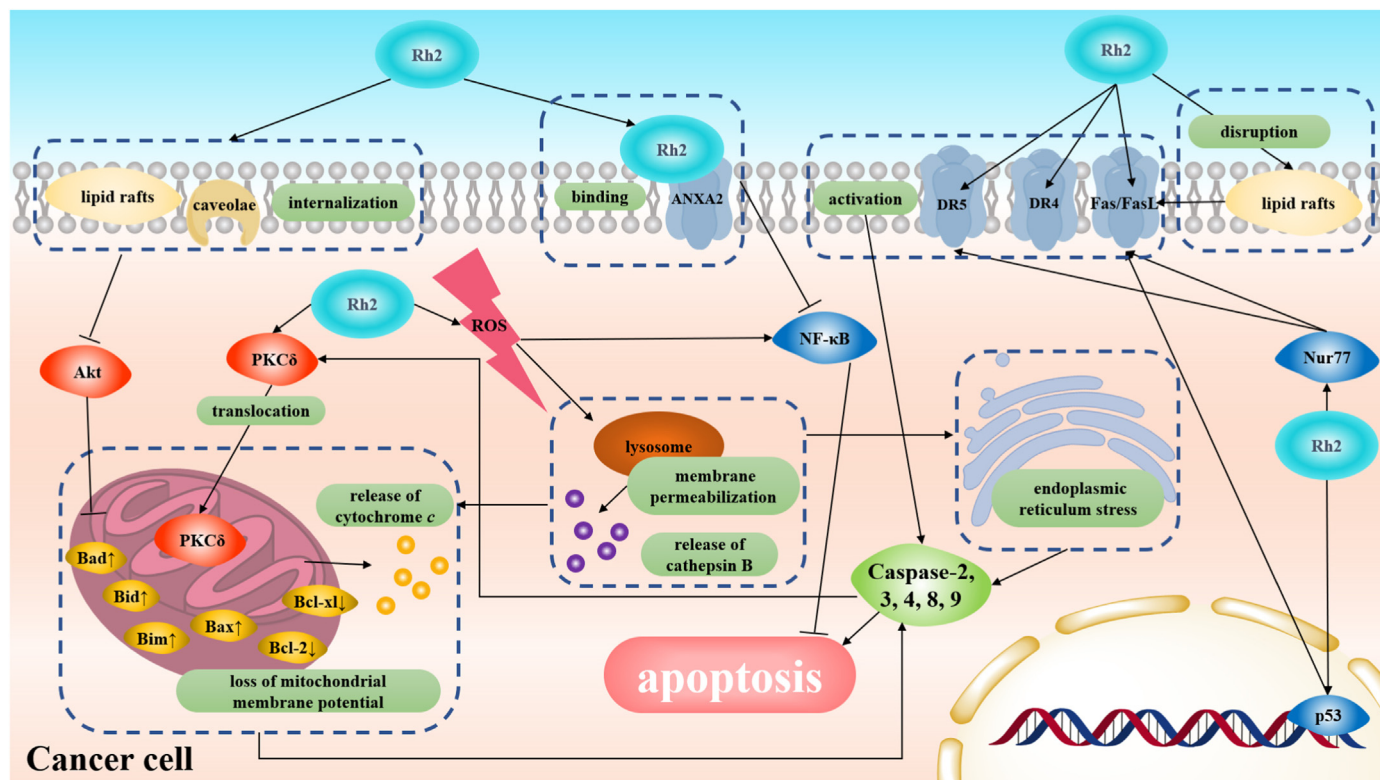 Rh2
Rh2
disruption
Rh2
lipid rafts
caveolae
internalization
binding
ANXA2
activation
DR5
DR4
Fas/FasL
lipid rafts
Rh2
ROS
NF-κB
Nur77
Akt
PKCδ
translocation
Rh2
lysosome
membrane
permeabilization
release of
cathepsin B
endoplasmic
reticulum stress
release of
cytochrome c
PKCδ
Bad↑
Bid↑
Bim↑
Bax↑
Bcl-xl↓
Bcl-2↓
loss of mitochondrial
membrane potential
Caspase-2,
3, 4, 8, 9
apoptosis
p53
Cancer cell